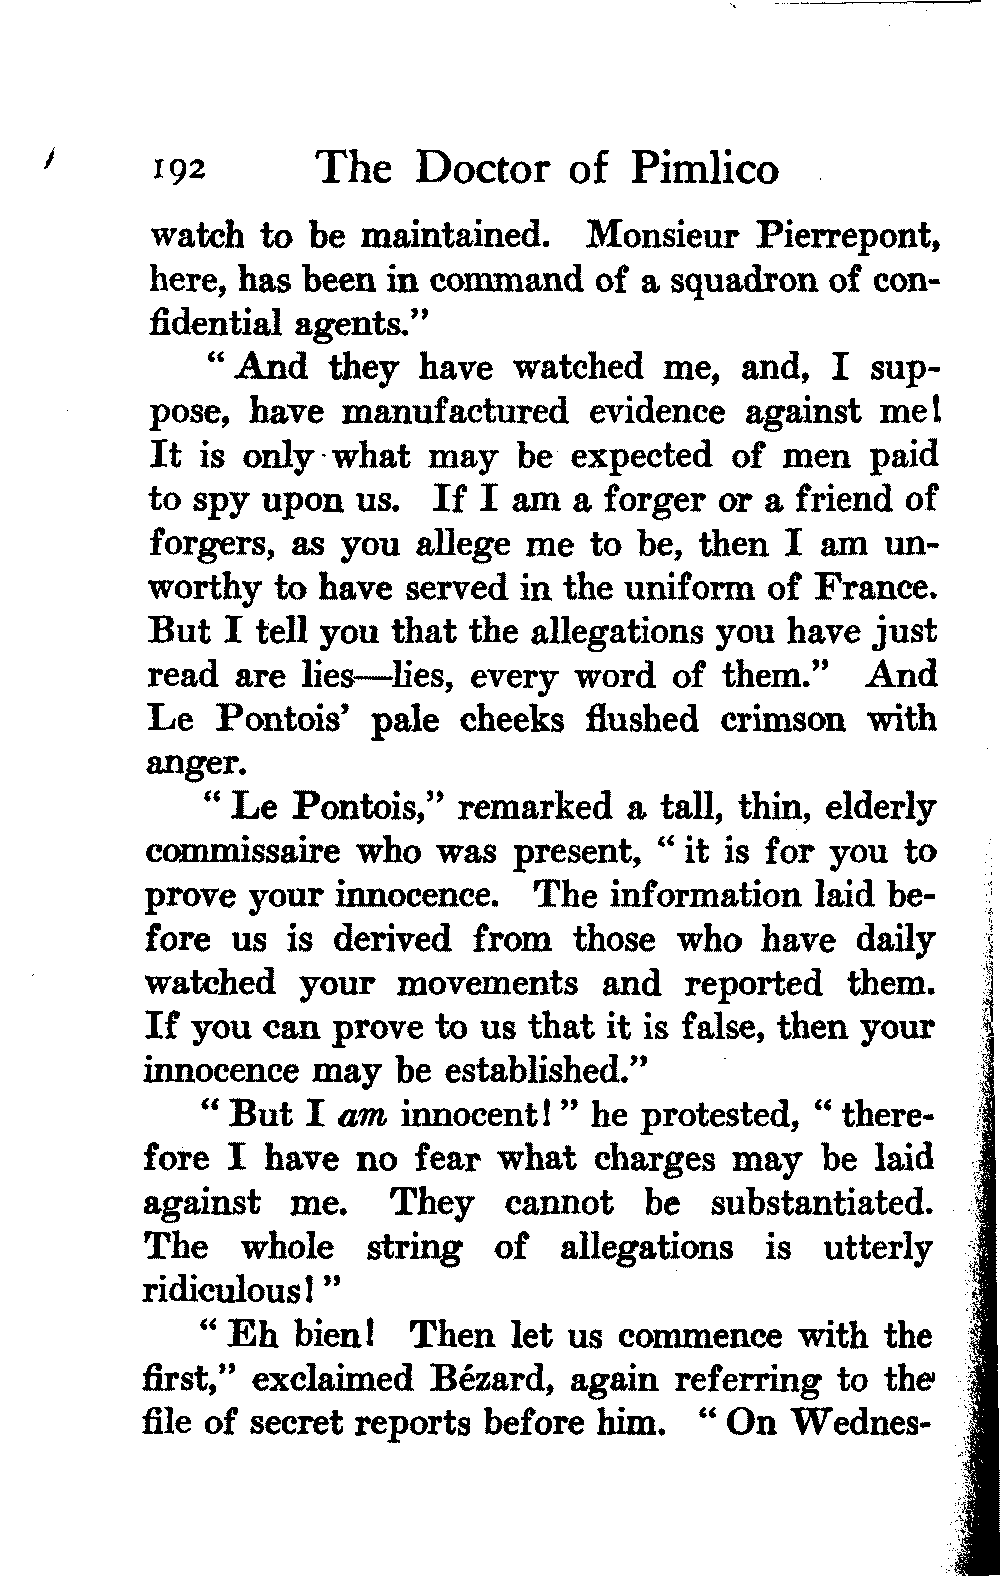 192 The Doctor of Pimlico
watch to be maintained. Monsieur Pierrepont,
here, has been in command of a squadron of con-
fidential agents."
"And they have watched me, and, I sup-
pose, have manufactured evidence against me!
It is only what may be expected of men paid
to spy upon us. If I am a forger or a friend of
forgers, as you allege me to be, then I am un-
worthy to have served in the uniform of France.
But I tell you that the allegations you have just
read are lies—lies, every word of them." And
Le Pontois' pale cheeks flushed crimson with
anger.
"Le Pontois," remarked a tall, thin, elderly
commissaire who was present, "it is for you to
prove your innocence. The information laid be-
fore us is derived from those who have daily
watched your movements and reported them.
If you can prove to us that it is false, then your
innocence may be established."
"But I am innocent!" he protested, "there-
fore I have no fear what charges may be laid
against me. They cannot be substantiated.
The whole string of allegations is utterly
ridiculous!"
"Eh bien! Then let us commence with the
first," exclaimed Bézard, again referring to the
file of secret reports before him. "On Wednes-